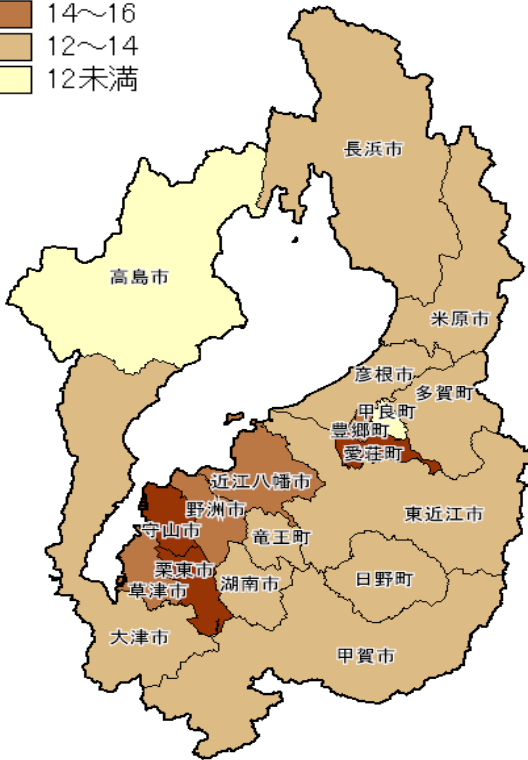 14～16
12～14
12未満
長浜市
高島市
米原市
彦根市
多賀町
甲良町
豊郷町
愛荘町
近江八幡市
野洲市
東近江市
守山市
竜王町
栗東市
日野町
草津市
湖南市
大津市
甲賀市